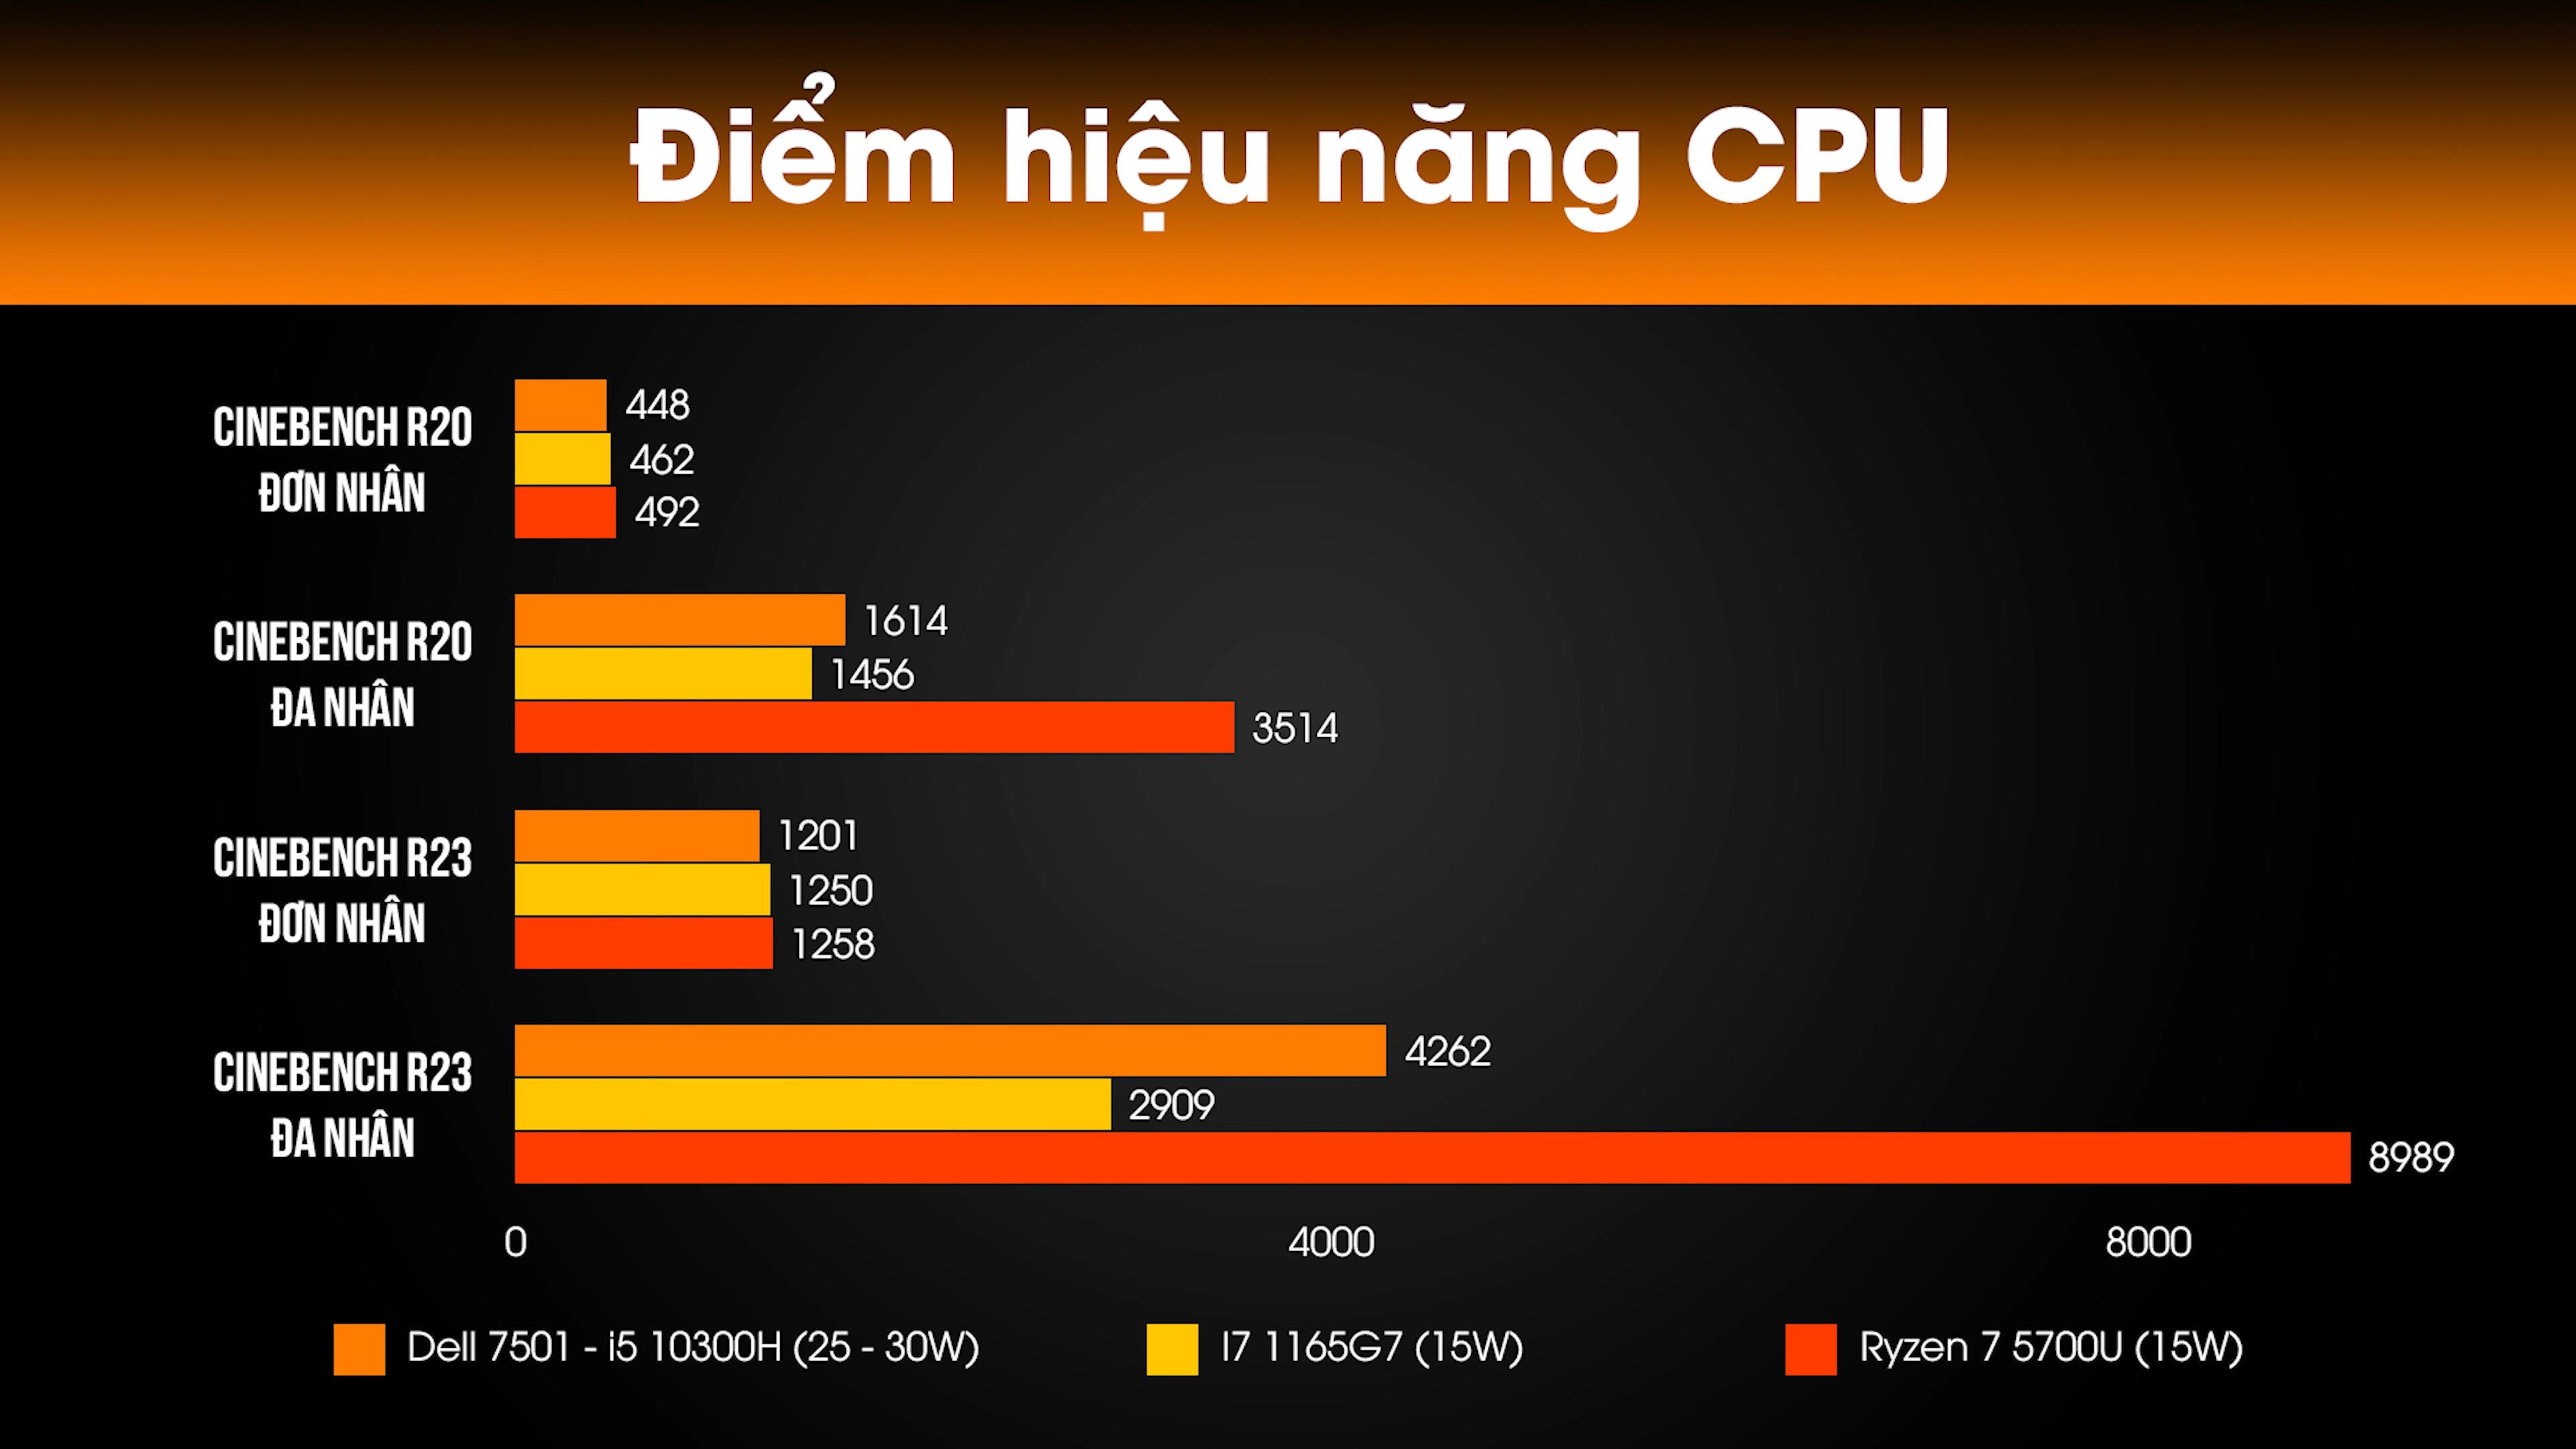 Điểm hiệu năng CPU
CINEBENCH R20
ĐƠN NHÂN
448
462
492
CINEBENCH R20
ĐA NHÂN
1614
1456
3514
CINEBENCH R23
ĐƠN NHÂN
1201
1250
1258
CINEBENCH R23
ĐA NHÂN
4262
2909
8989
0 4000 8000
Dell 7501 - i5 10300H (25 - 30W) I7 1165G7 (15W) Ryzen 7 5700U (15W)